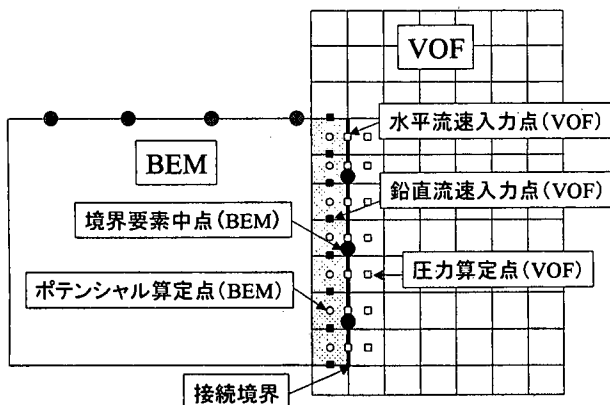 VOF
水平流速入力点(VOF)
BEM
鉛直流速入力点(VOF)
境界要素中点(BEM)
圧力算定点(VOF)
ポテンシャル算定点(BEM)
接続境界